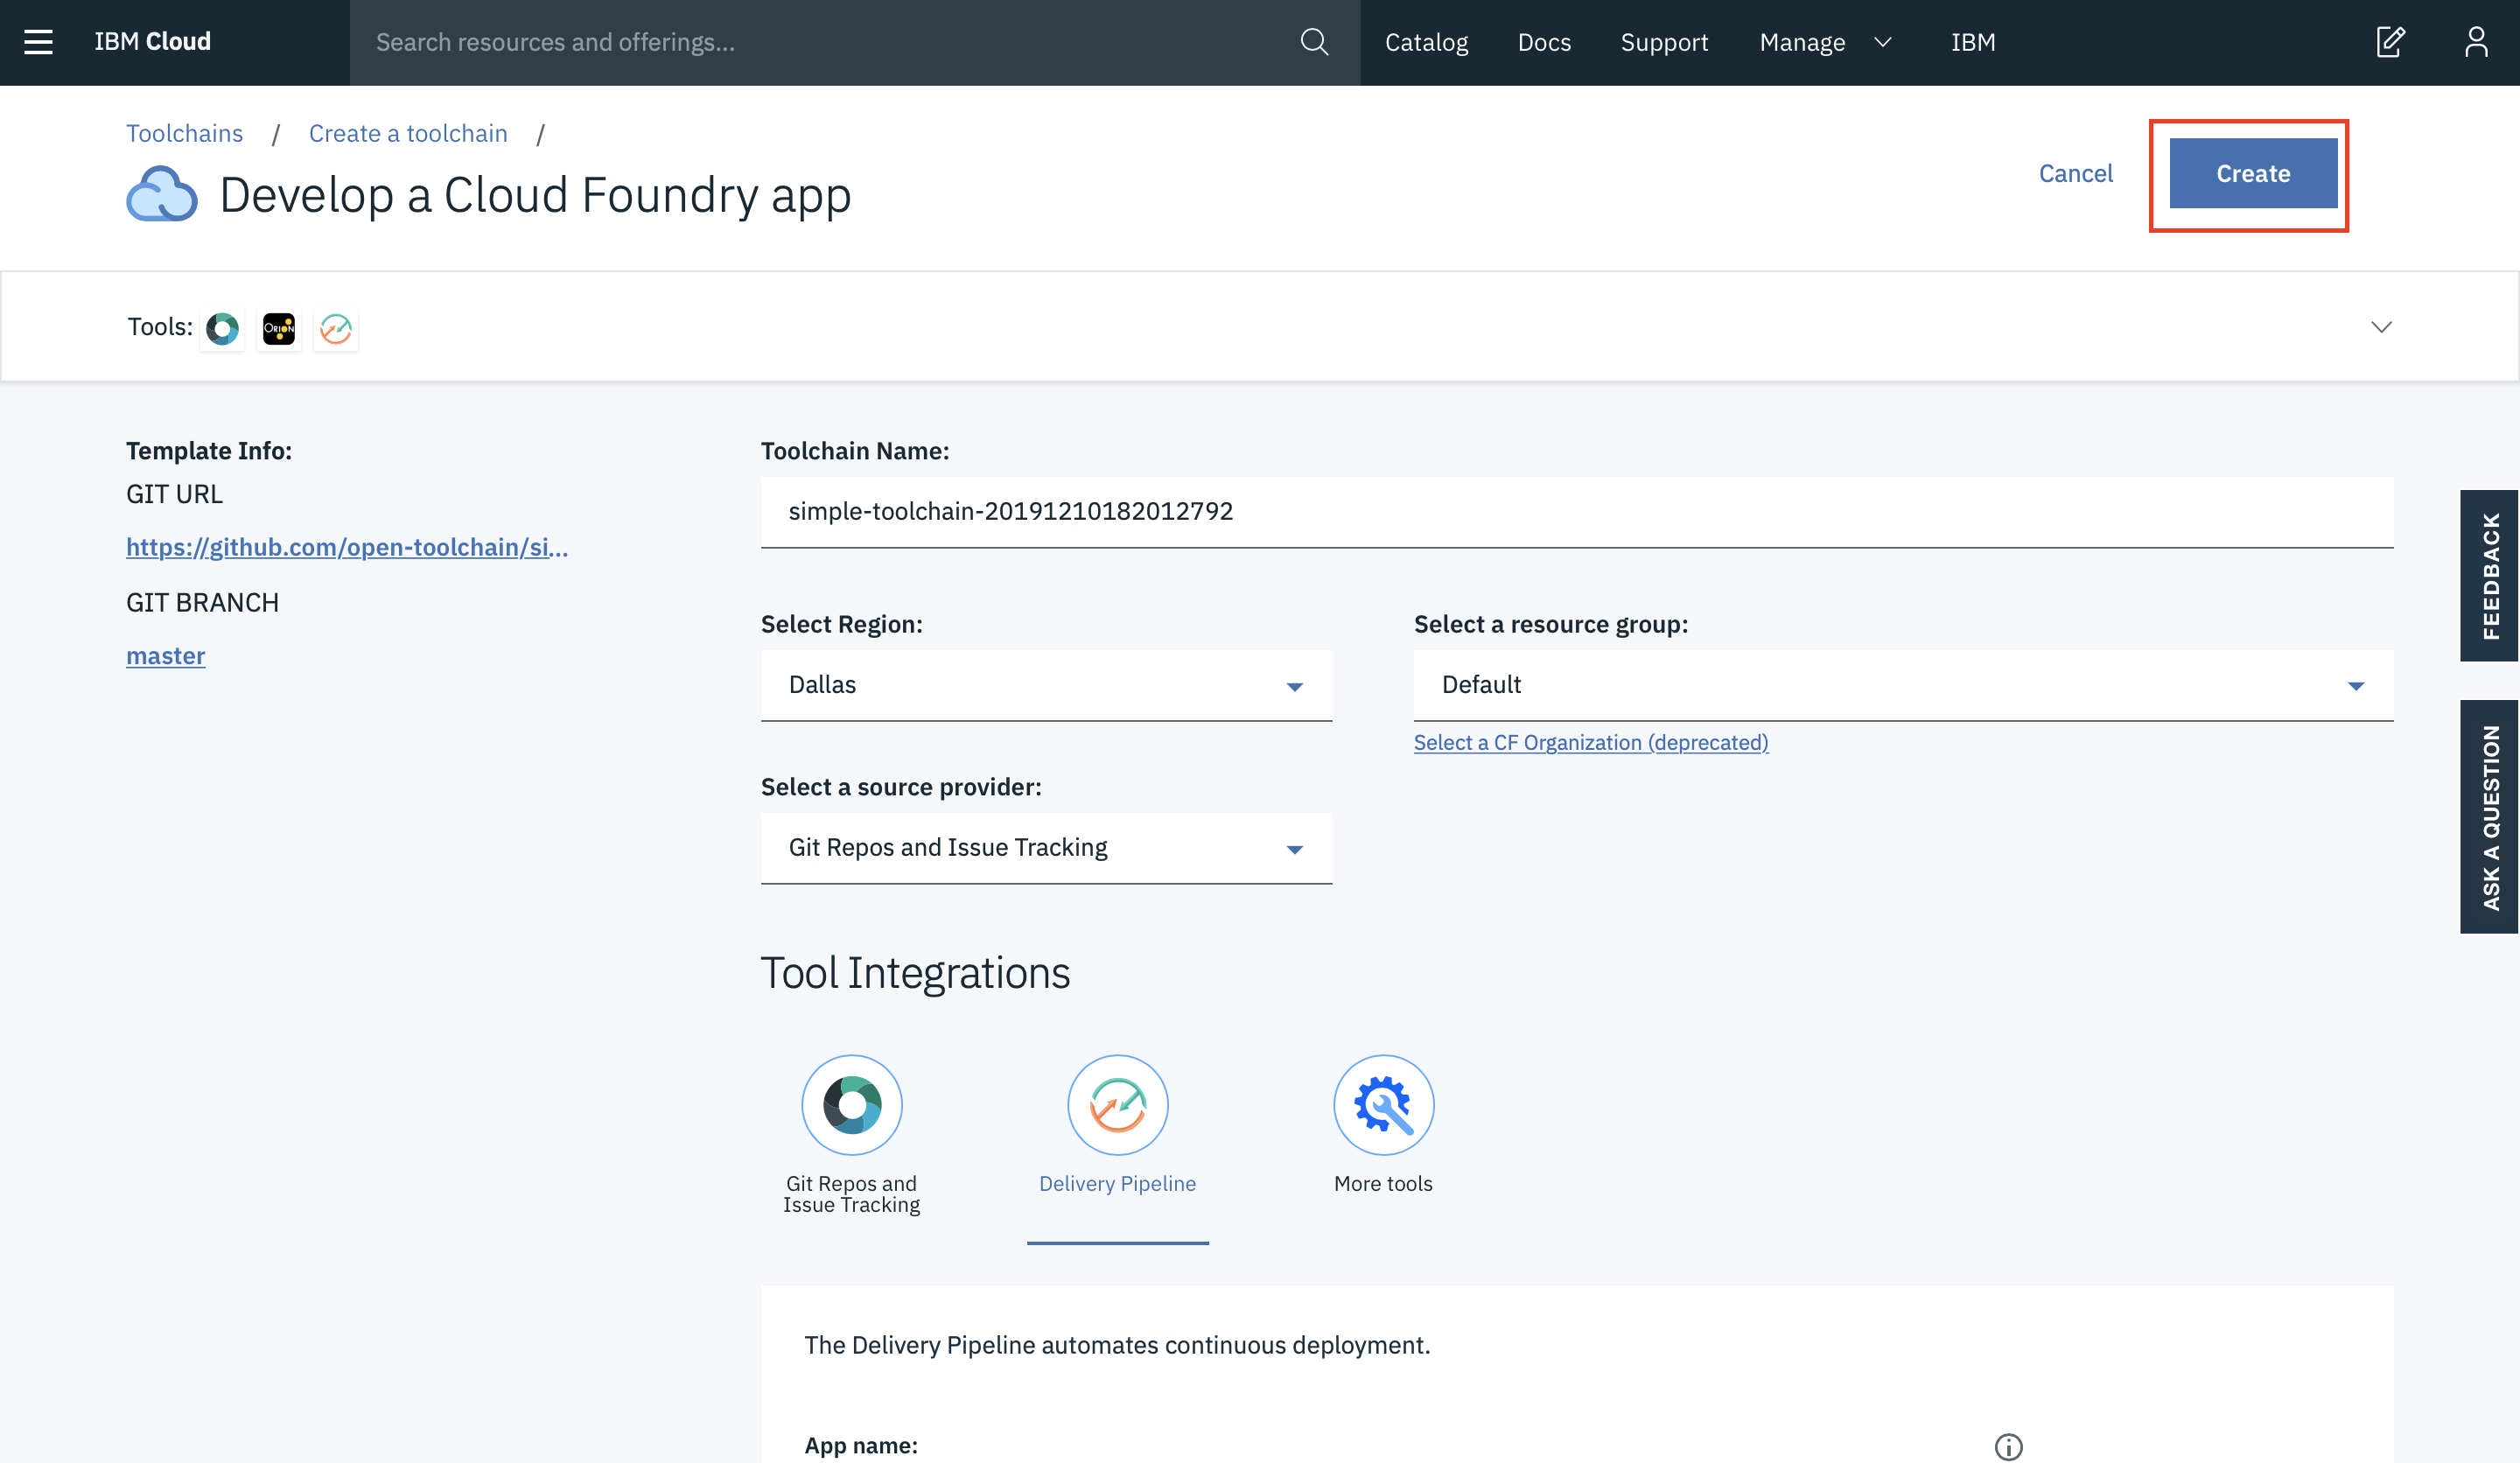 IBM Cloud
Search resources and offerings...
Catalog
Docs
Support
Manage
IBM
Toolchains / Create a toolchain /
Develop a Cloud Foundry app
Cancel
Create
Tools:
ORION
Template Info:
GIT URL
https://github.com/open-toolchain/si...
GIT BRANCH
master
Toolchain Name:
simple-toolchain-20191210182012792
Select Region:
Dallas
Select a resource group:
Default
Select a CF Organization (deprecated)
Select a source provider:
Git Repos and Issue Tracking
Tool Integrations
Git Repos and
Issue Tracking
Delivery Pipeline
More tools
The Delivery Pipeline automates continuous deployment.
App name:
FEEDBACK
ASK A QUESTION